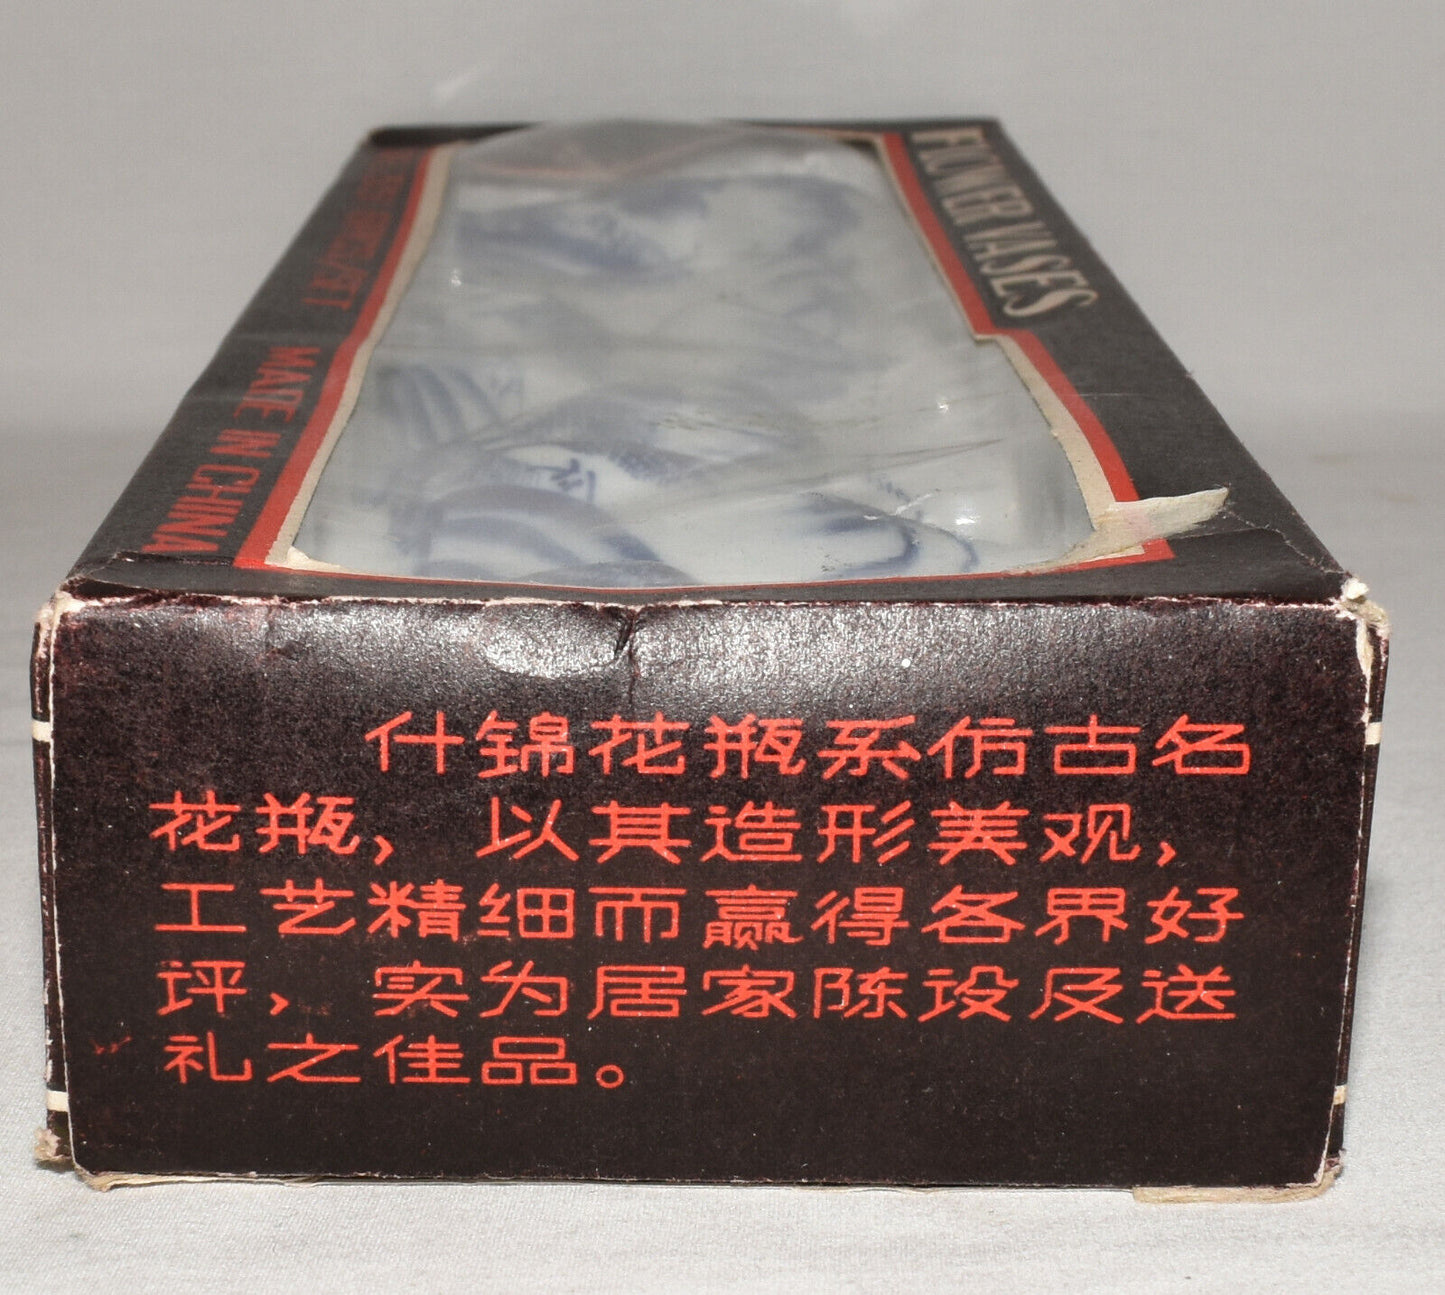 FLOWER VASES
MADE IN CHINA
什锦花瓶系仿古名
花瓶，以其造形美观，
工艺精细而赢得各界好
评，实为居家陈设及送
礼之佳品。